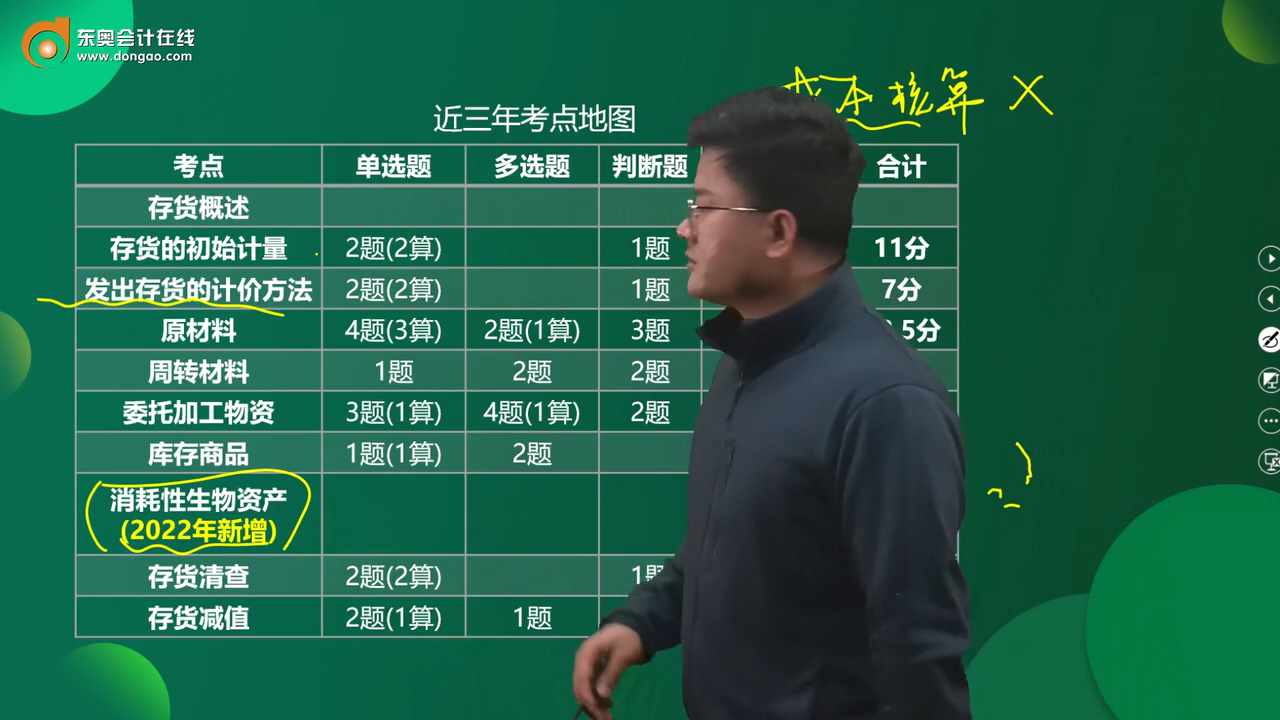 东奥会计在线
www.dongao.com
本核算 X
近三年考点地图
考点 单选题 多选题 判断题 合计
存货概述
存货的初始计量 2题(2算) 1题 11分
发出存货的计价方法 2题(2算) 1题 7分
原材料 4题(3算) 2题(1算) 3题 .5分
周转材料 1题 2题 2题
委托加工物资 3题(1算) 4题(1算) 2题
库存商品 1题(1算) 2题
消耗性生物资产
(2022年新增)
存货清查 2题(2算) 1题
存货减值 2题(1算) 1题